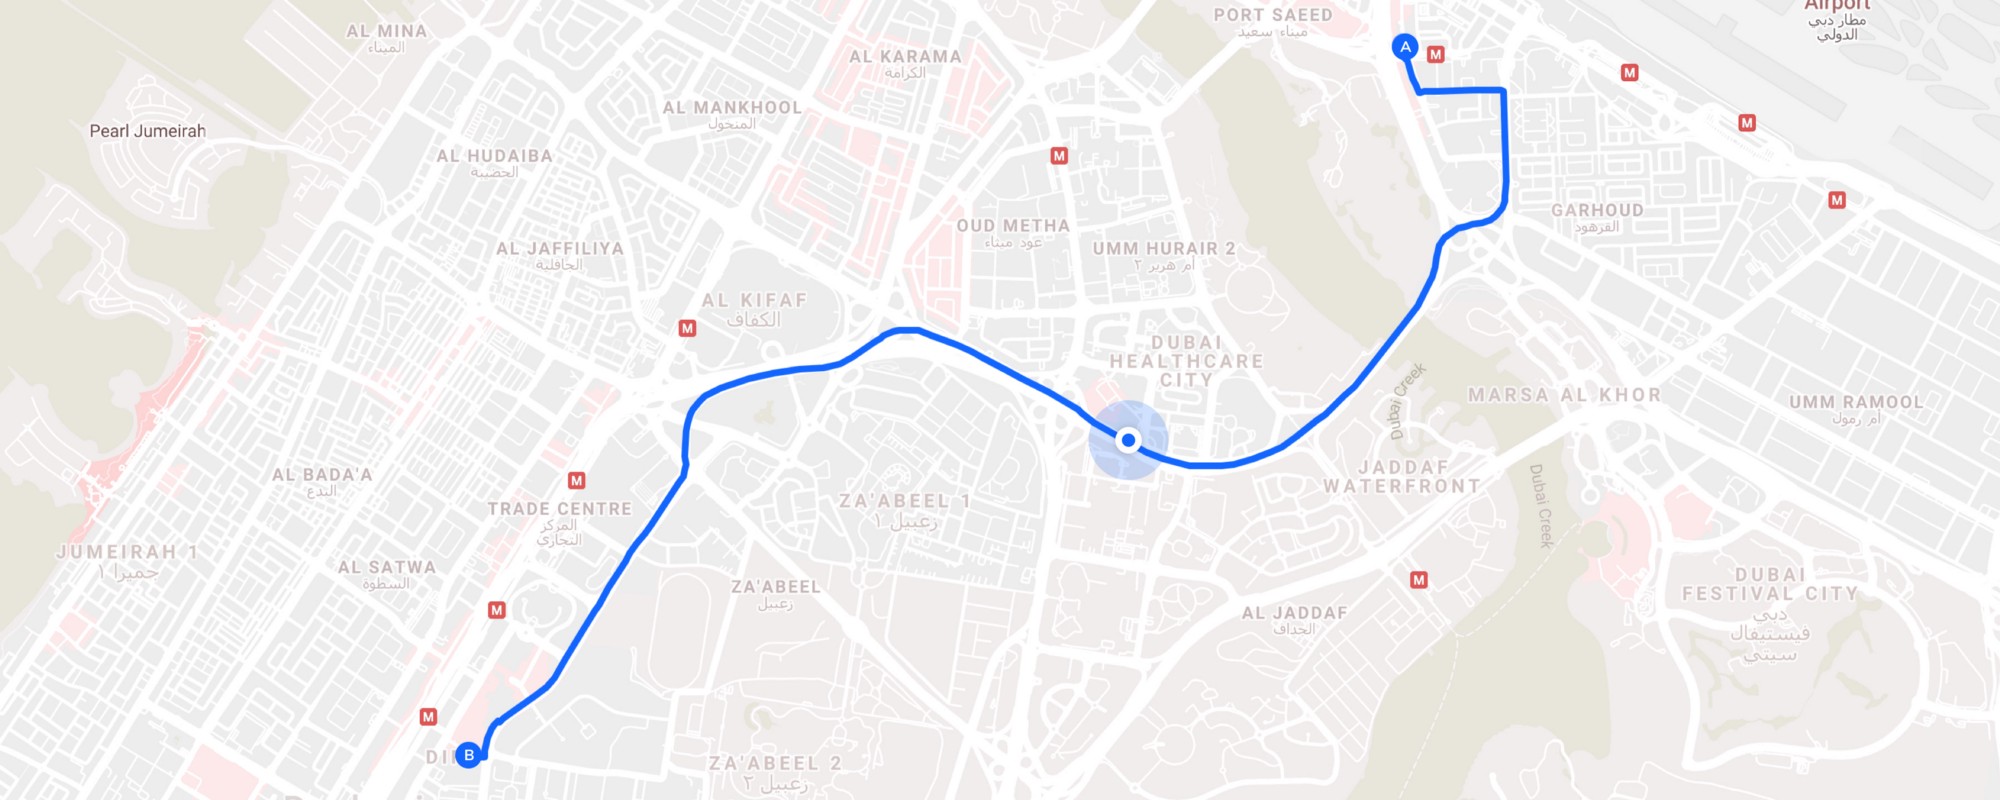 Airport
مطار دبي
الدولي
PORT SAEED
ميناء سعيد
A
M
AL MINA
الميناء
AL KARAMA
الكرامة
M
AL MANKHOOL
المنخول
M
Pearl Jumeirah
AL HUDAIBA
الحضيبة
M
M
OUD METHA
عود ميثاء
GARHOUD
القرهود
UMM HURAIR 2
أم هرير ٢
AL JAFFILIYA
الجافلية
AL KIFAF
الكفاف
M
DUBAI
HEALTHCARE
CITY
Dubai Creek
MARSA AL KHOR
UMM RAMOOL
أم رمول
AL BADA'A
البدع
M
JADDAF
WATERFRONT
ZA'ABEEL 1
زعبيل ١
Dubai Creek
TRADE CENTRE
المركز
التجاري
JUMEIRAH 1
جميرا ١
AL SATWA
السطوة
ZA'ABEEL
زعبيل
M
DUBAI
FESTIVAL CITY
دبي
فيستيفال
سيتي
M
AL JADDAF
الجداف
M
B
ZA'ABEEL 2
زعبيل ٢